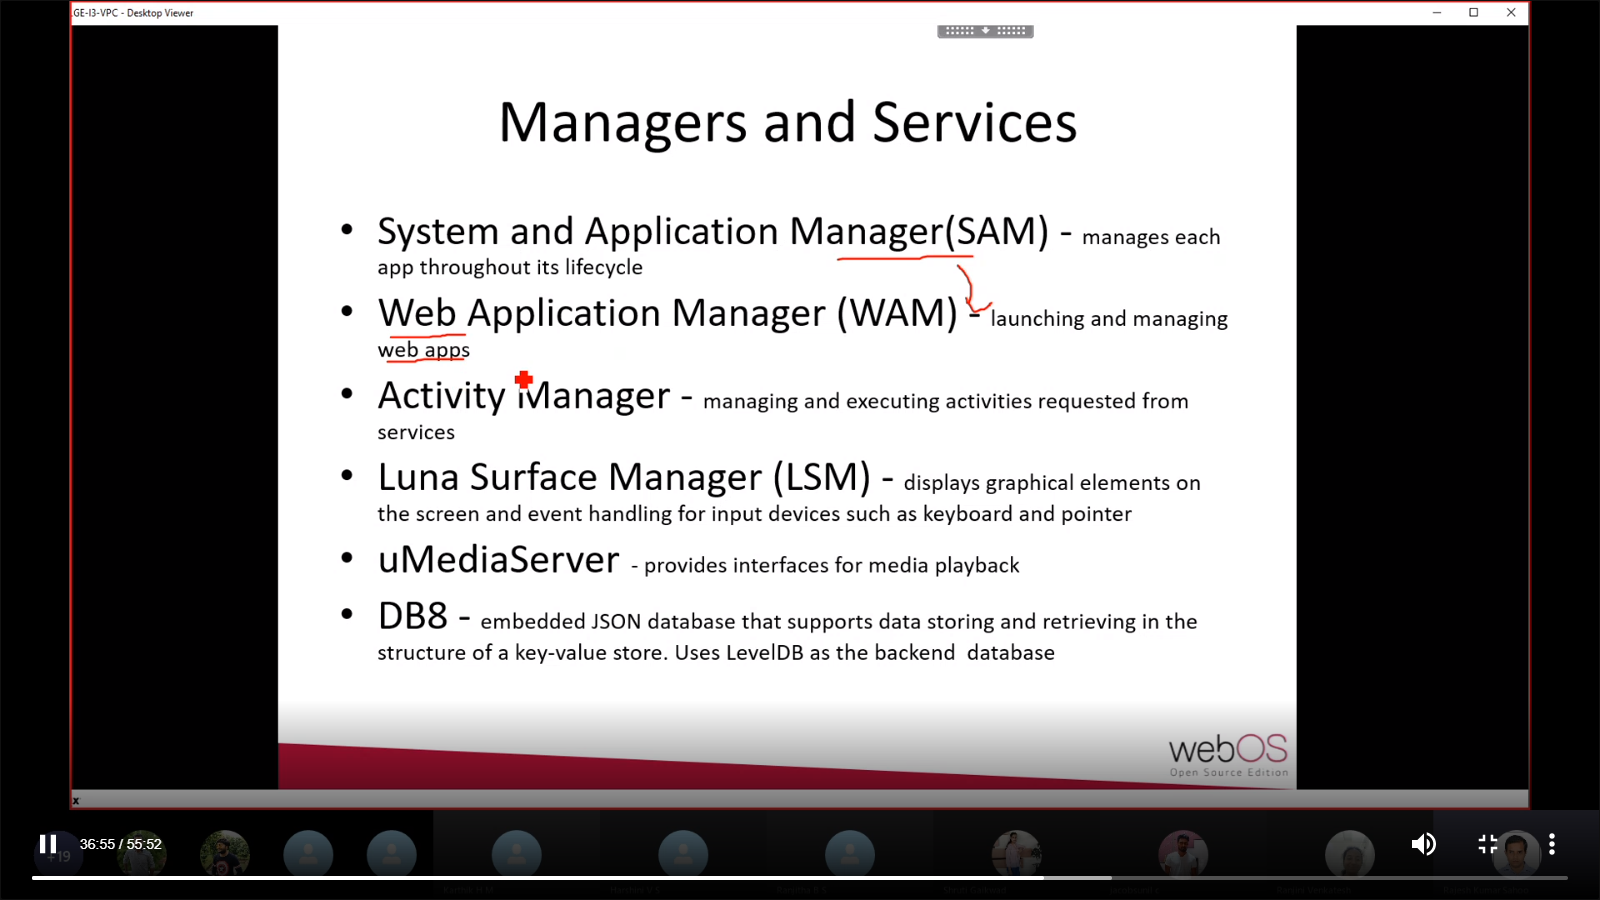 .GE-I3-VPC - Desktop Viewer
Managers and Services
• System and Application Manager(SAM) - manages each
app throughout its lifecycle
• Web Application Manager (WAM) - launching and managing
web apps
• Activity Manager - managing and executing activities requested from
services
• Luna Surface Manager (LSM) - displays graphical elements on
the screen and event handling for input devices such as keyboard and pointer
• uMediaServer - provides interfaces for media playback
• DB8 - embedded JSON database that supports data storing and retrieving in the
structure of a key-value store. Uses LevelDB as the backend database
webOS
Open Source Edition
x
+19
36:55 / 55:52